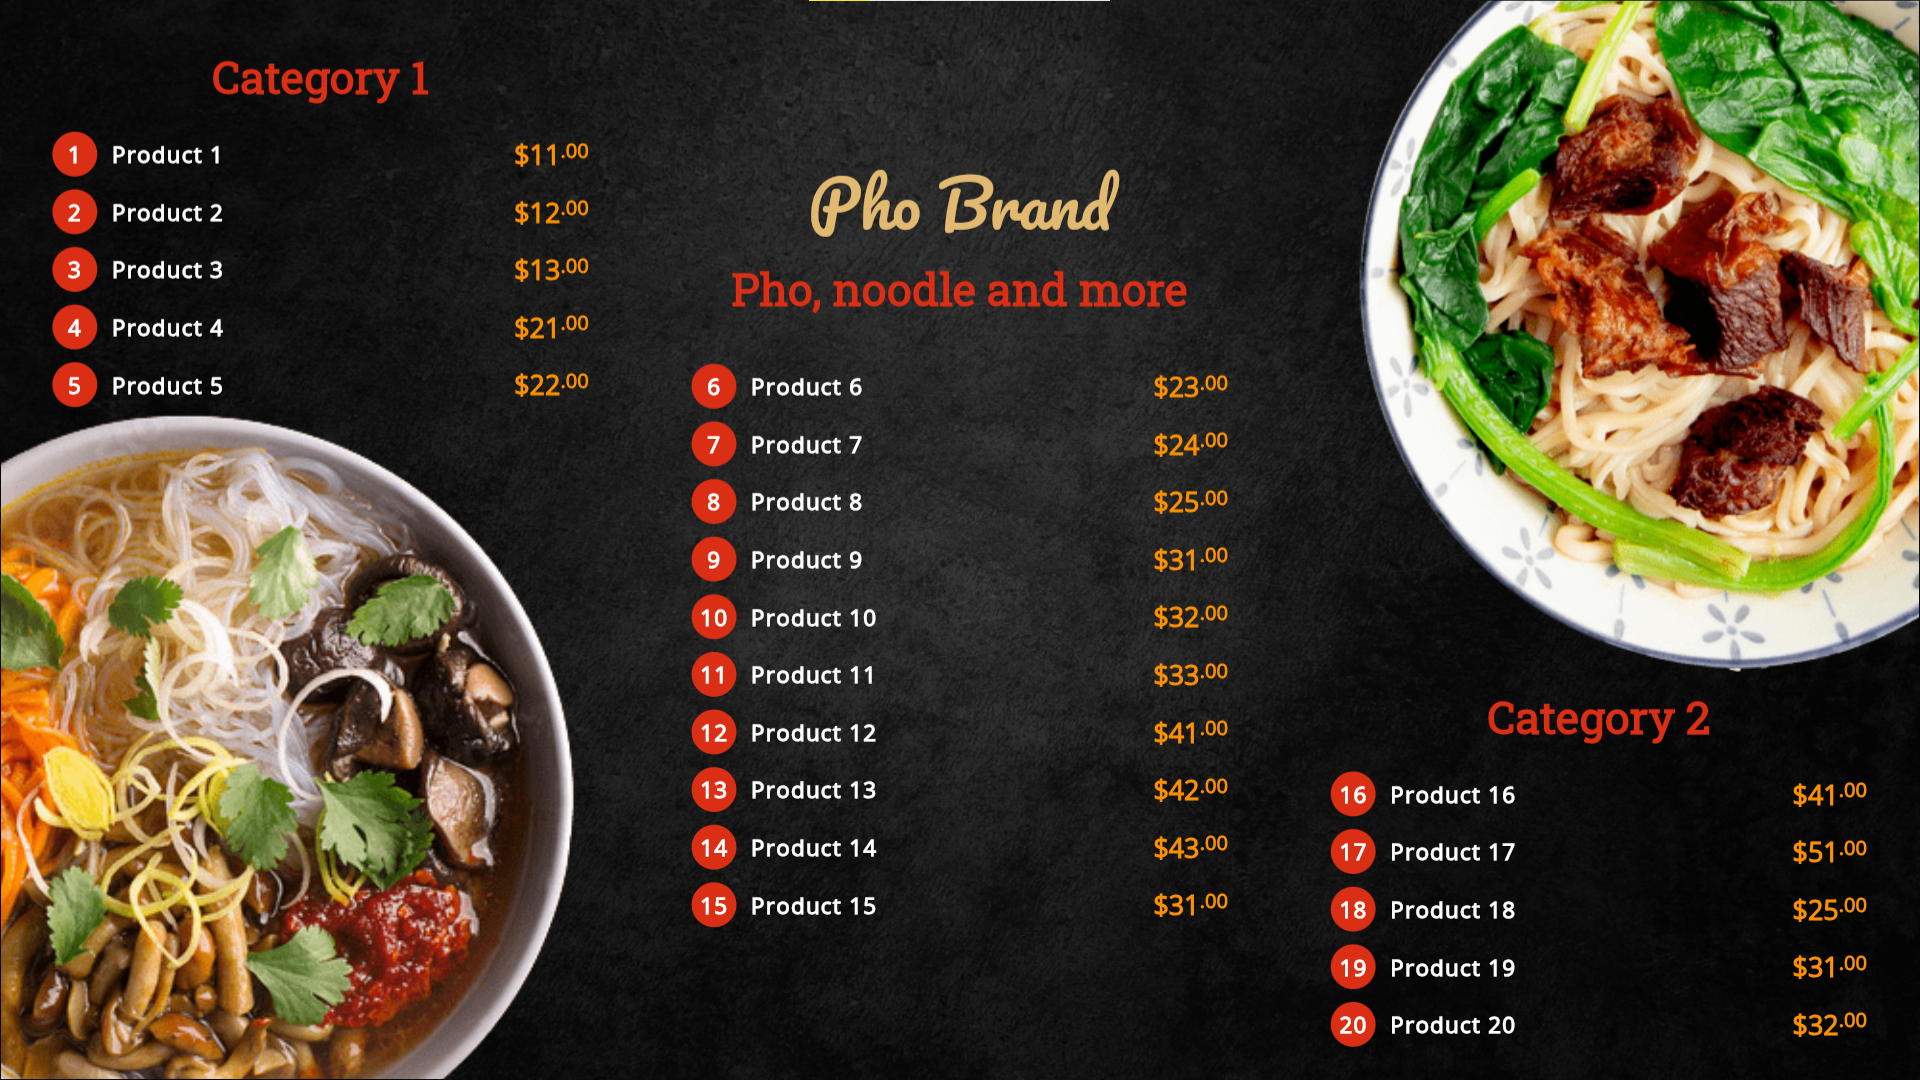 Category 1
1 Product 1 $11.00
2 Product 2 $12.00
3 Product 3 $13.00
4 Product 4 $21.00
5 Product 5 $22.00
Pho Brand
Pho, noodle and more
6 Product 6 $23.00
7 Product 7 $24.00
8 Product 8 $25.00
9 Product 9 $31.00
10 Product 10 $32.00
11 Product 11 $33.00
12 Product 12 $41.00
13 Product 13 $42.00
14 Product 14 $43.00
15 Product 15 $31.00
Category 2
16 Product 16 $41.00
17 Product 17 $51.00
18 Product 18 $25.00
19 Product 19 $31.00
20 Product 20 $32.00